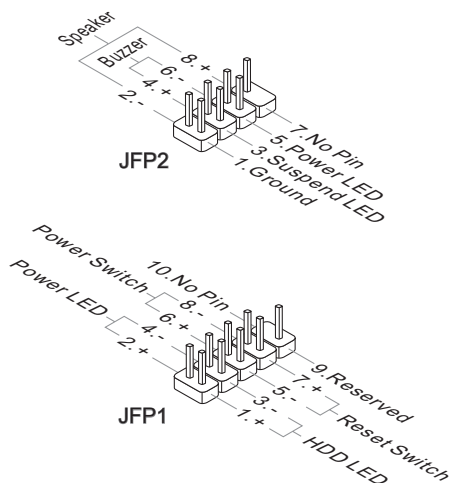 Speaker
Buzzer
8.+
6.-
4.+
2.-
7.No Pin
5.Power LED
3.Suspend LED
1.Ground
JFP2
Power Switch
Power LED
10.No Pin
8.-
6.+
4.-
2.+
9.Reserved
7.+
5.-
3.-
1.+
Reset Switch
HDD LED
JFP1